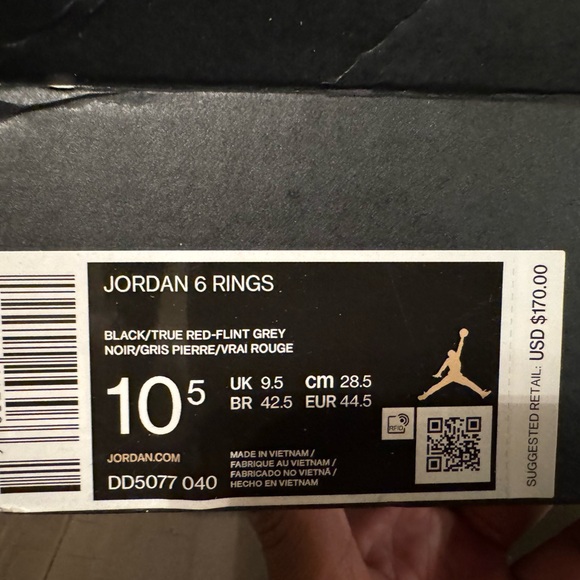 JORDAN 6 RINGS
BLACK/TRUE RED-FLINT GREY
NOIR/GRIS PIERRE/VRAI ROUGE
10 5
UK 9.5 cm 28.5
BR 42.5 EUR 44.5
RFID
JORDAN.COM
DD5077 040
MADE IN VIETNAM /
FABRIQUE AU VIETNAM /
FABRICADO NO VIETNÃ /
HECHO EN VIETNAM
SUGGESTED RETAIL: USD $170.00